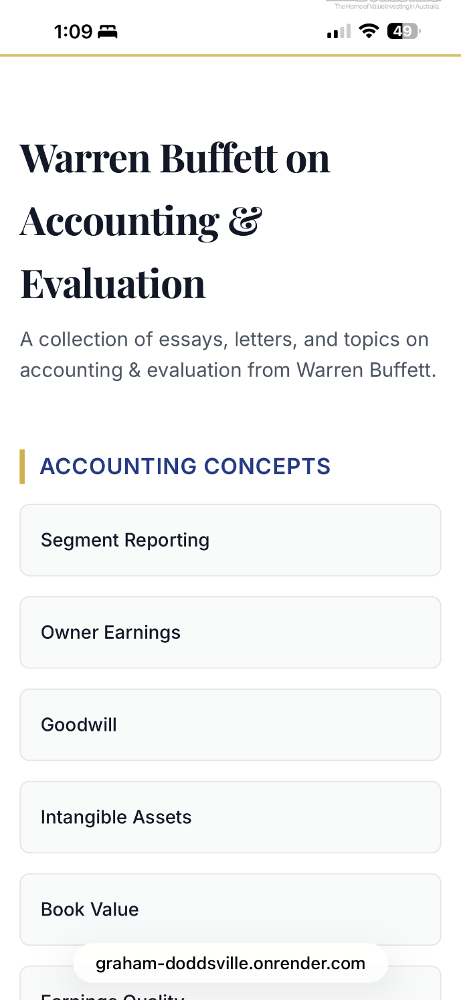 The Home of Value Investing in Australia
1:09
49
Warren Buffett on
Accounting &
Evaluation
A collection of essays, letters, and topics on
accounting & evaluation from Warren Buffett.
ACCOUNTING CONCEPTS
Segment Reporting
Owner Earnings
Goodwill
Intangible Assets
Book Value
graham-doddsville.onrender.com
Earnings Quality